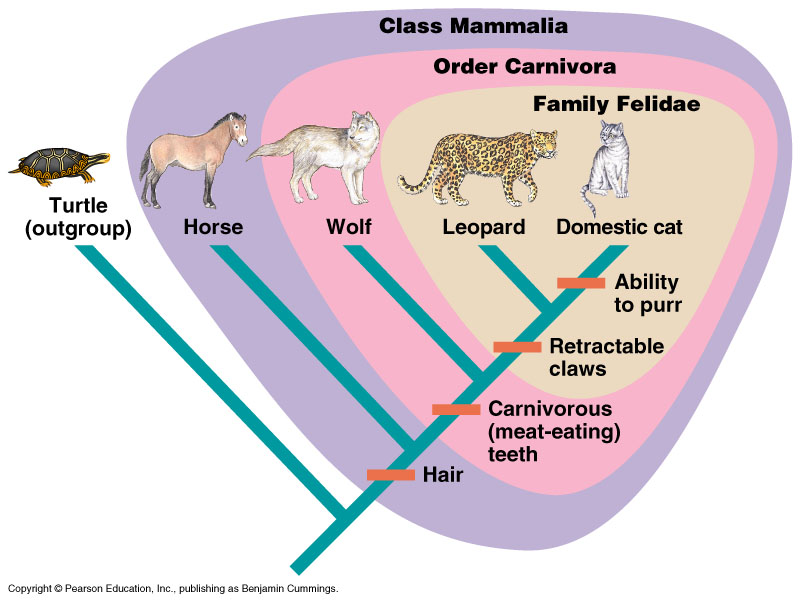 Class Mammalia
Order Carnivora
Family Felidae
Turtle
(outgroup)
Horse
Wolf
Leopard
Domestic cat
Ability
to purr
Retractable
claws
Carnivorous
(meat-eating)
teeth
Hair
Copyright © Pearson Education, Inc., publishing as Benjamin Cummings.